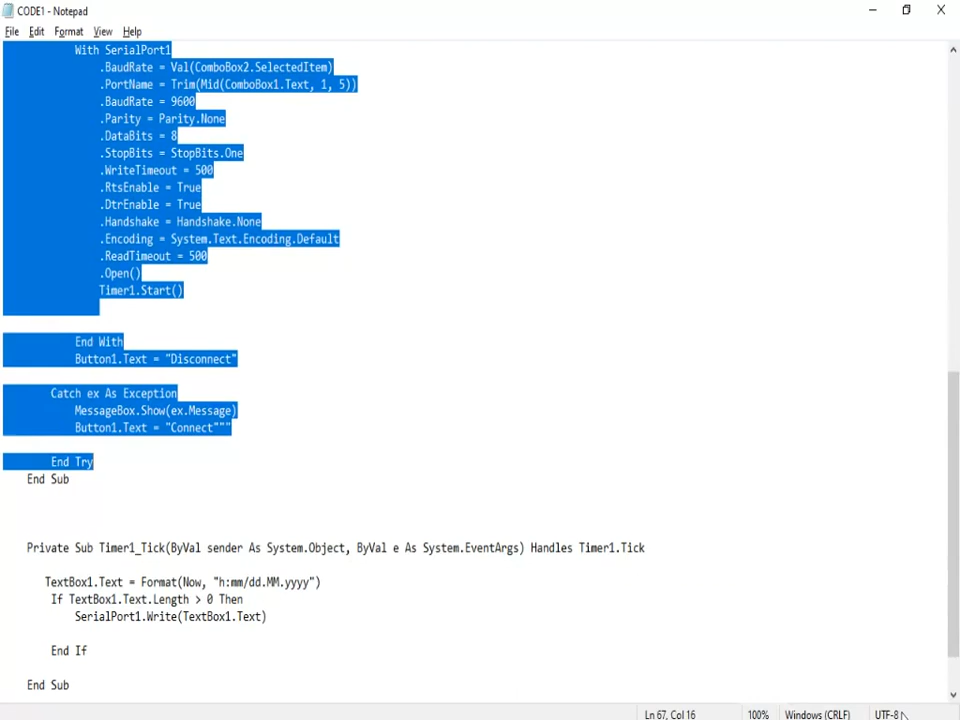 CODE1 - Notepad
File Edit Format View Help
With SerialPort1
.BaudRate = Val(ComboBox2.SelectedItem)
.PortName = Trim(Mid(ComboBox1.Text, 1, 5))
.BaudRate = 9600
.Parity = Parity.None
.DataBits = 8
.StopBits = StopBits.One
.WriteTimeout = 500
.RtsEnable = True
.DtrEnable = True
.Handshake = Handshake.None
.Encoding = System.Text.Encoding.Default
.ReadTimeout = 500
.Open()
Timer1.Start()
End With
Button1.Text = "Disconnect"
Catch ex As Exception
MessageBox.Show(ex.Message)
Button1.Text = "Connect"""
End Try
End Sub
Private Sub Timer1_Tick(ByVal sender As System.Object, ByVal e As System.EventArgs) Handles Timer1.Tick
TextBox1.Text = Format(Now, "h:mm/dd.MM.yyyy")
If TextBox1.Text.Length > 0 Then
SerialPort1.Write(TextBox1.Text)
End If
End Sub
Ln 67, Col 16 100% Windows (CRLF) UTF-8